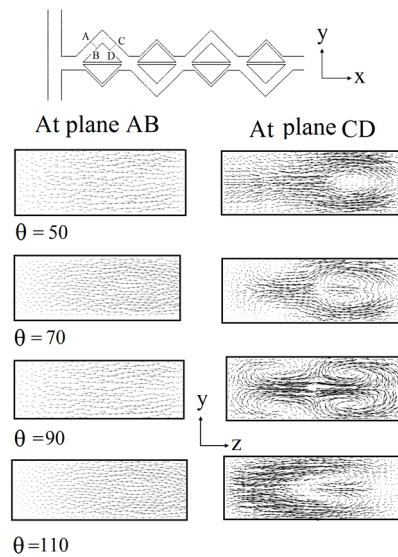 A C
B D
y
x
At plane AB At plane CD
θ = 50
θ = 70
θ = 90
y
z
θ =110